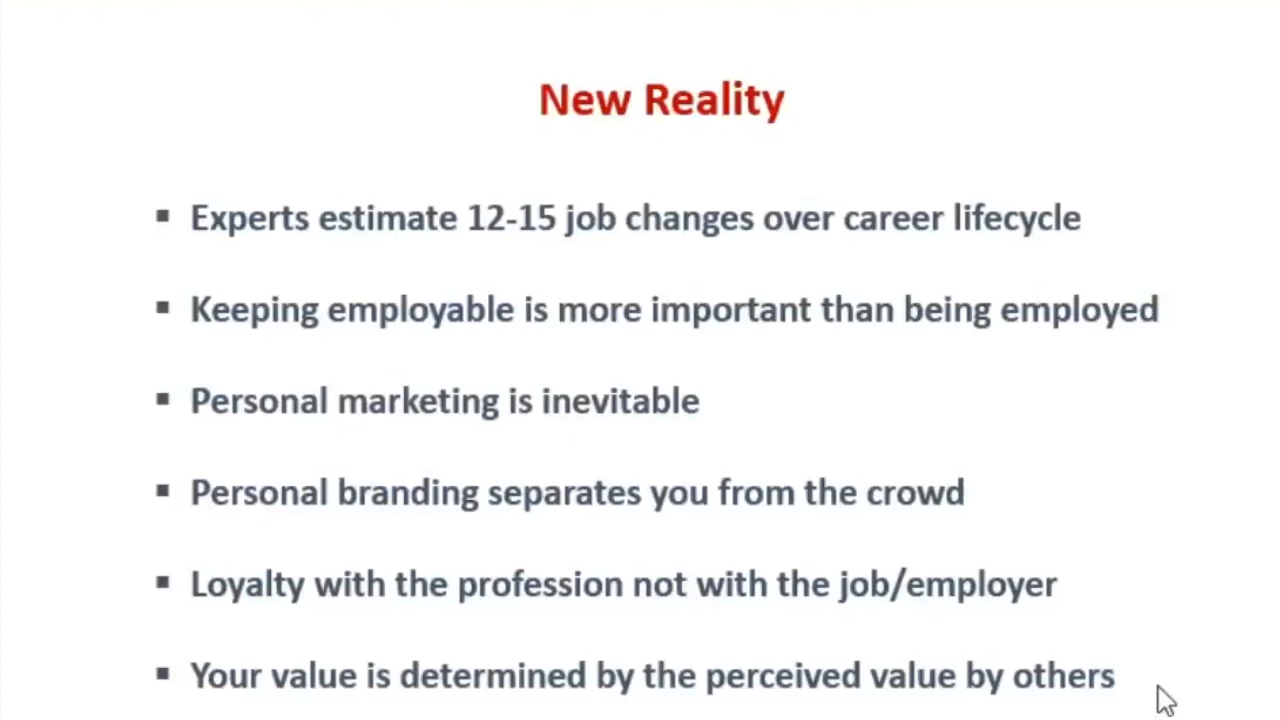 New Reality
▪ Experts estimate 12-15 job changes over career lifecycle
▪ Keeping employable is more important than being employed
▪ Personal marketing is inevitable
▪ Personal branding separates you from the crowd
▪ Loyalty with the profession not with the job/employer
▪ Your value is determined by the perceived value by others